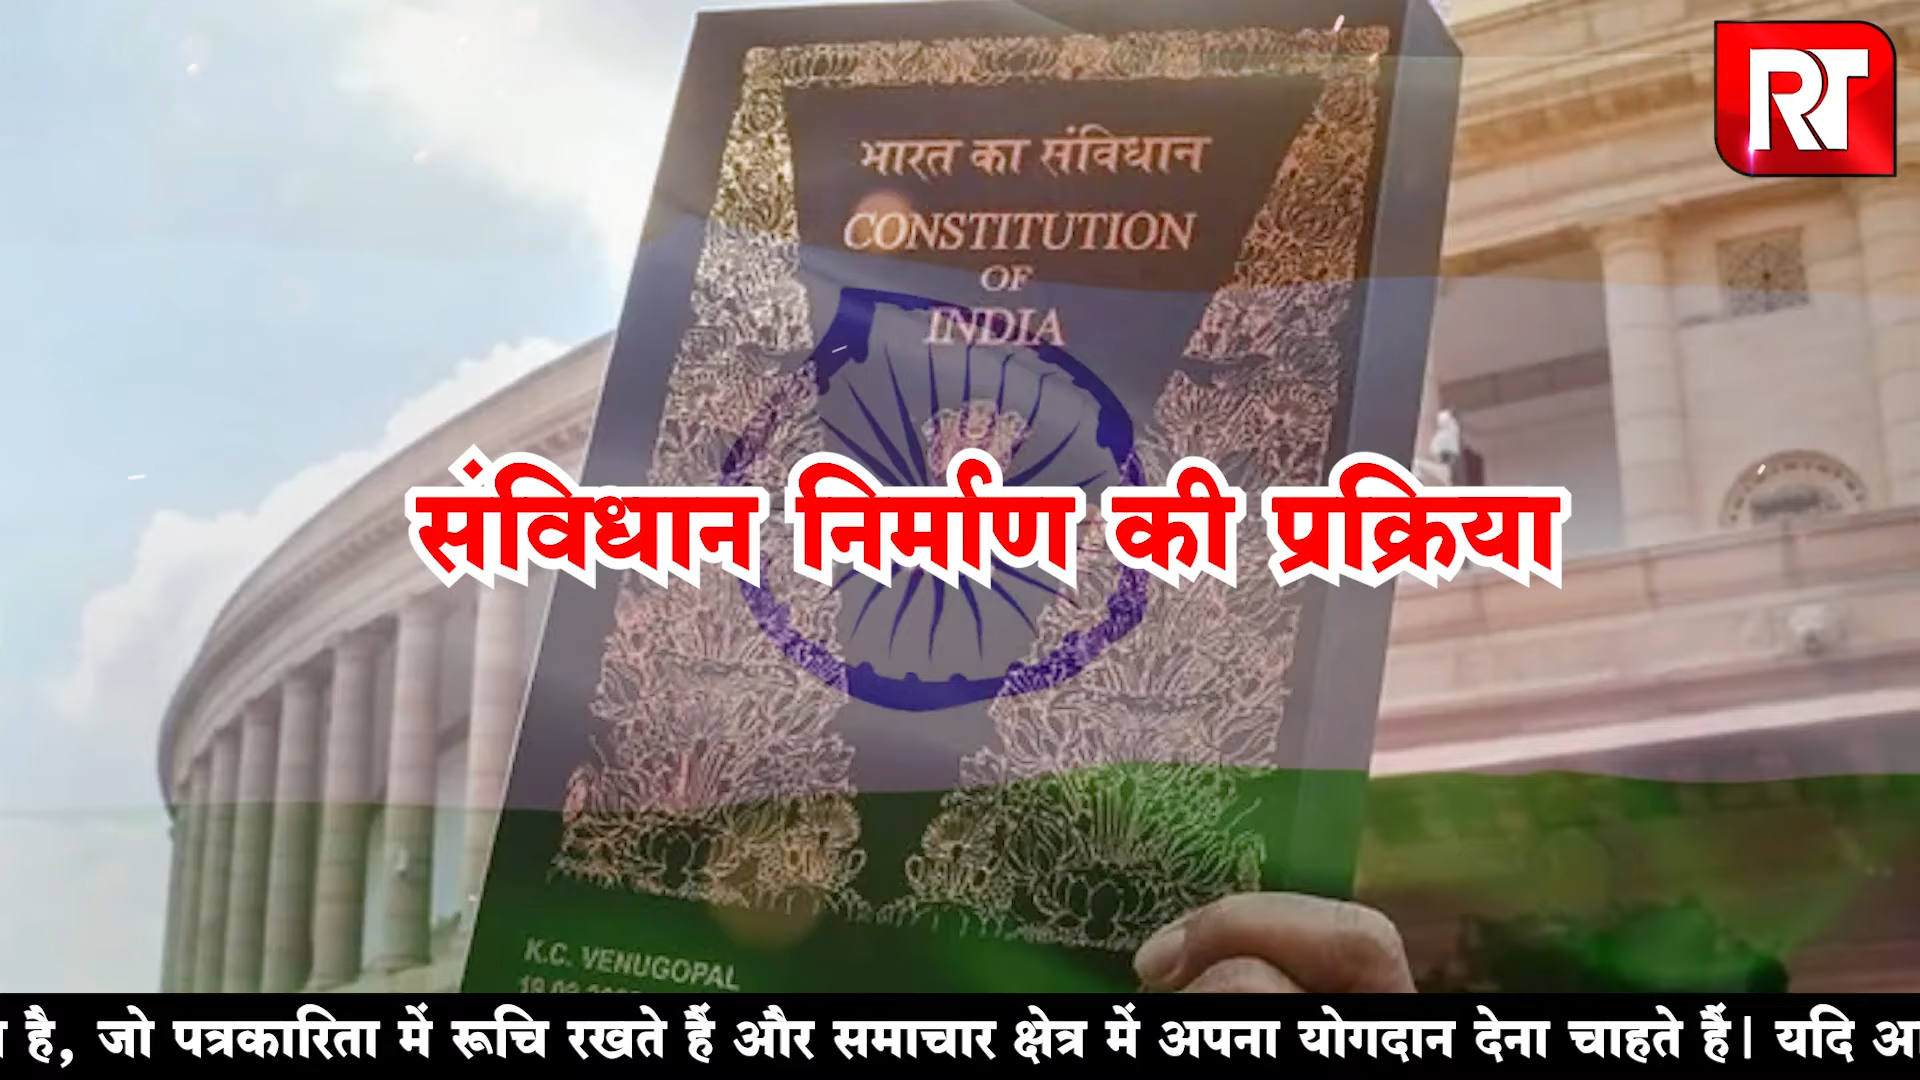 RT
भारत का संविधान
CONSTITUTION
OF
INDIA
संविधान निर्माण की प्रक्रिया
K.C. VENUGOPAL
है, जो पत्रकारिता में रूचि रखते हैं और समाचार क्षेत्र में अपना योगदान देना चाहते हैं। यदि